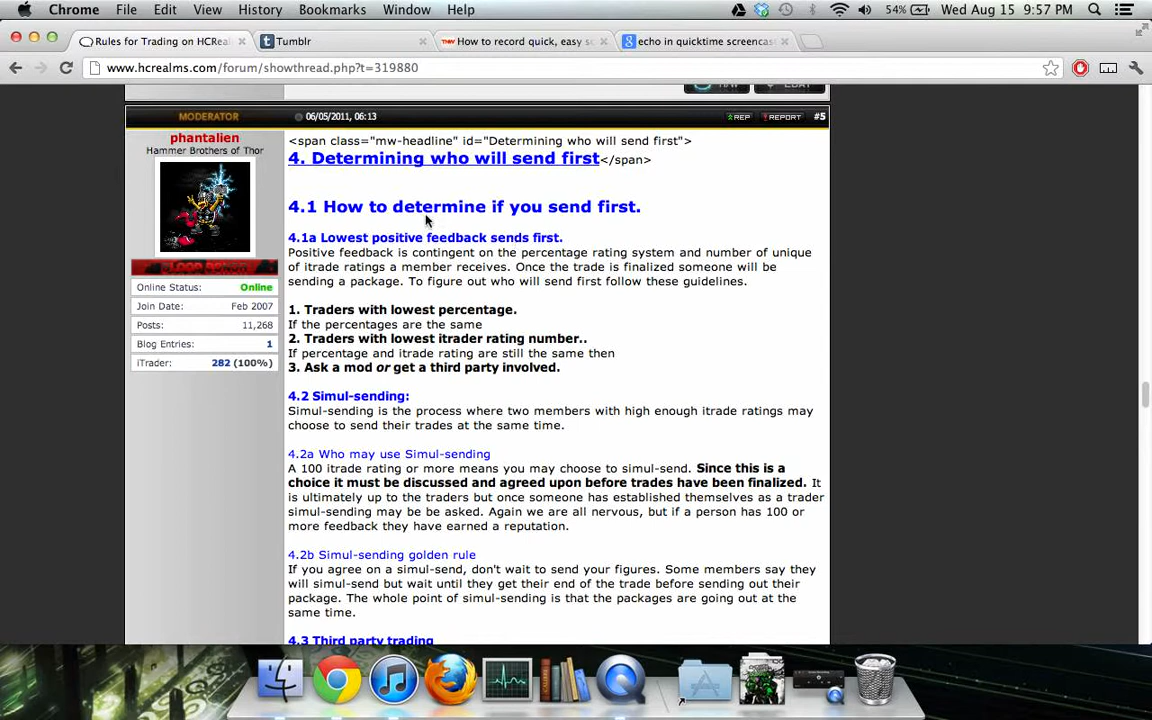 Chrome File Edit View History Bookmarks Window Help 54% Wed Aug 15 9:57 PM
Rules for Trading on HCReal Tumblr How to record quick, easy s echo in quicktime screencas
www.hcrealms.com/forum/showthread.php?t=319880
MODERATOR 06/05/2011, 06:13 REP REPORT #5
phantalien
Hammer Brothers of Thor
Online Status: Online
Join Date: Feb 2007
Posts: 11,268
Blog Entries: 1
iTrader: 282 (100%)
<span class="mw-headline" id="Determining who will send first">
4. Determining who will send first</span>
4.1 How to determine if you send first.
4.1a Lowest positive feedback sends first.
Positive feedback is contingent on the percentage rating system and number of unique
of itrade ratings a member receives. Once the trade is finalized someone will be
sending a package. To figure out who will send first follow these guidelines.
1. Traders with lowest percentage.
If the percentages are the same
2. Traders with lowest itrader rating number..
If percentage and itrade rating are still the same then
3. Ask a mod or get a third party involved.
4.2 Simul-sending:
Simul-sending is the process where two members with high enough itrade ratings may
choose to send their trades at the same time.
4.2a Who may use Simul-sending
A 100 itrade rating or more means you may choose to simul-send. Since this is a
choice it must be discussed and agreed upon before trades have been finalized. It
is ultimately up to the traders but once someone has established themselves as a trader
simul-sending may be be asked. Again we are all nervous, but if a person has 100 or
more feedback they have earned a reputation.
4.2b Simul-sending golden rule
If you agree on a simul-send, don't wait to send your figures. Some members say they
will simul-send but wait until they get their end of the trade before sending out their
package. The whole point of simul-sending is that the packages are going out at the
same time.
4.3 Third party trading